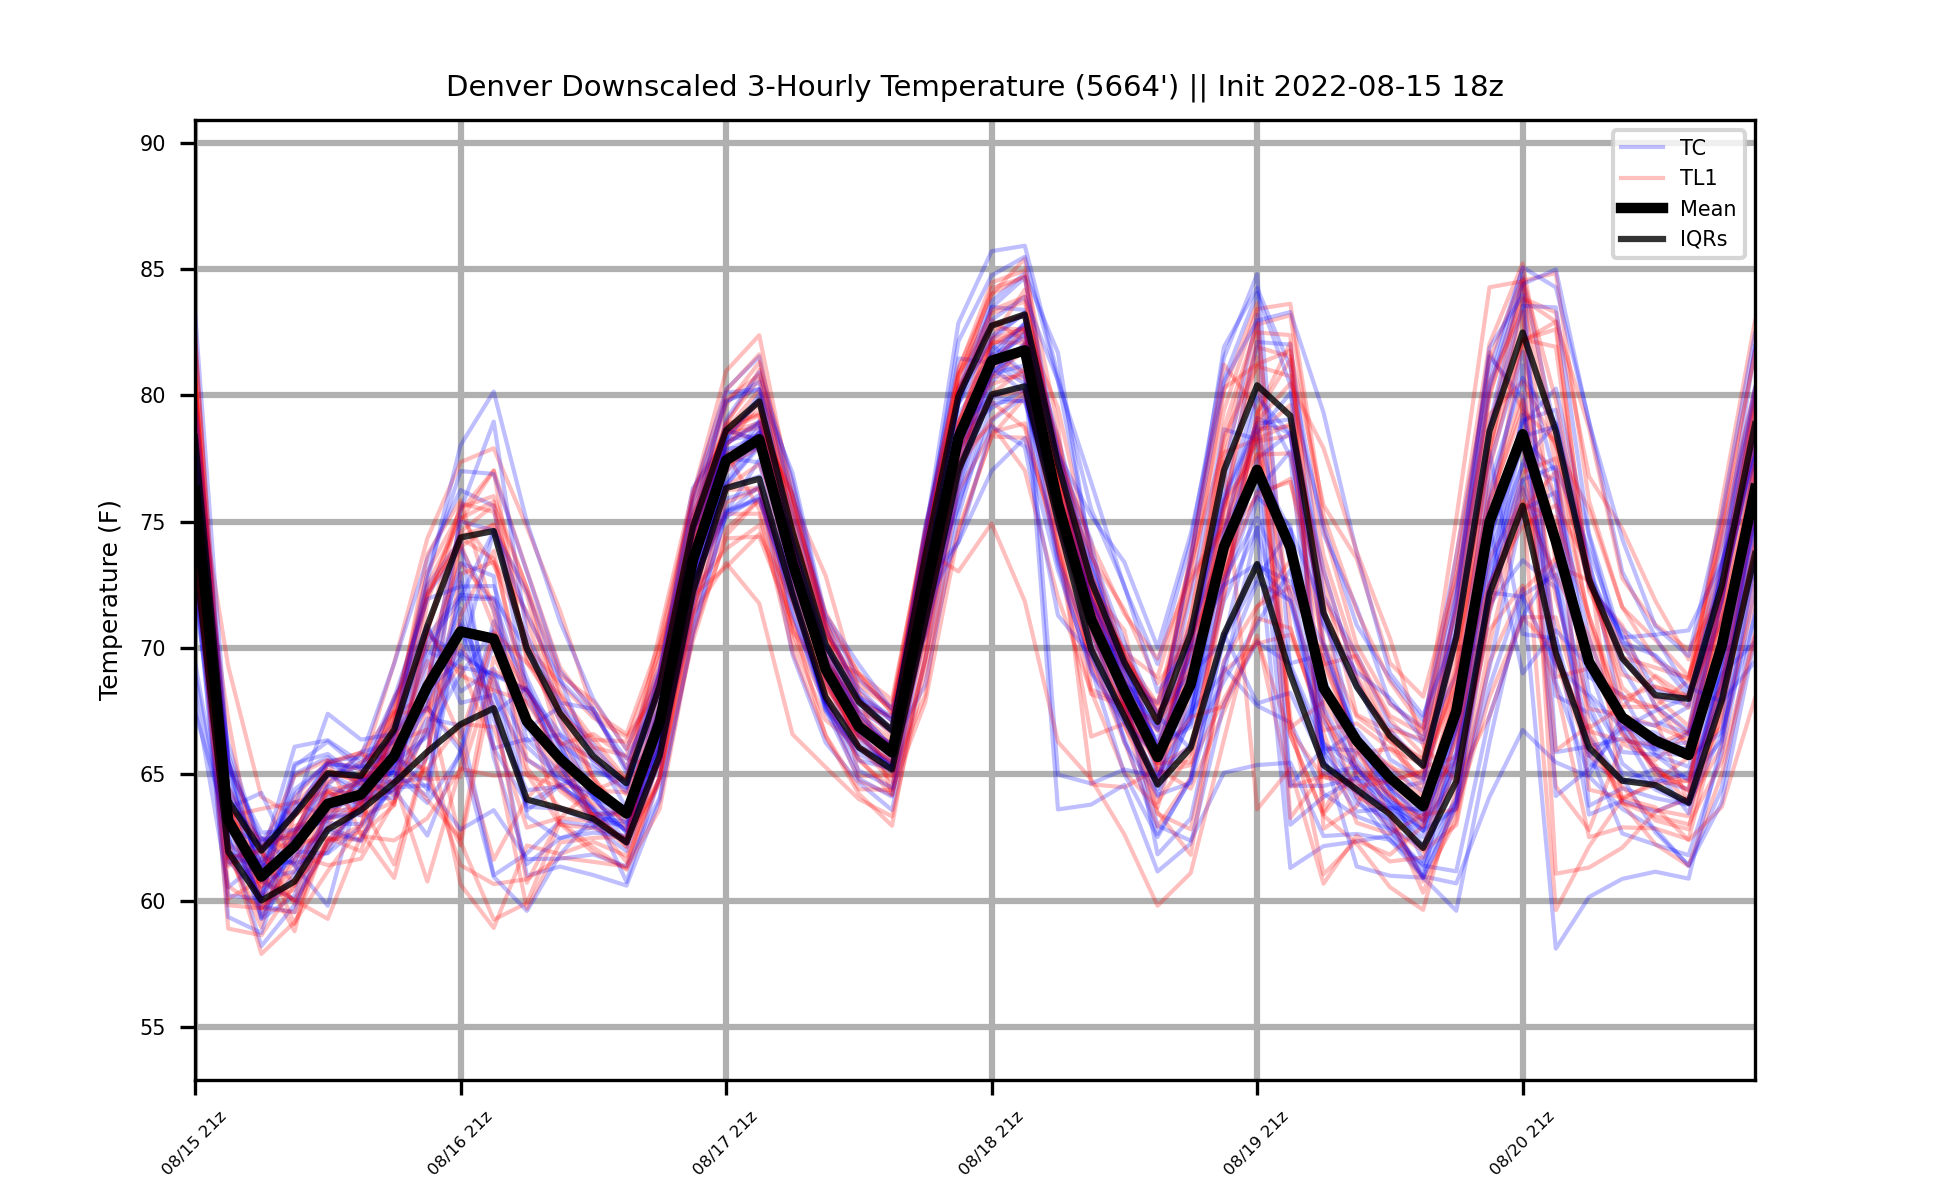 Denver Downscaled 3-Hourly Temperature (5664') || Init 2022-08-15 18z
90
85
80
75
70
65
60
55
Temperature (F)
TC
TL1
Mean
IQRs
08/15 21z
08/16 21z
08/17 21z
08/18 21z
08/19 21z
08/20 21z